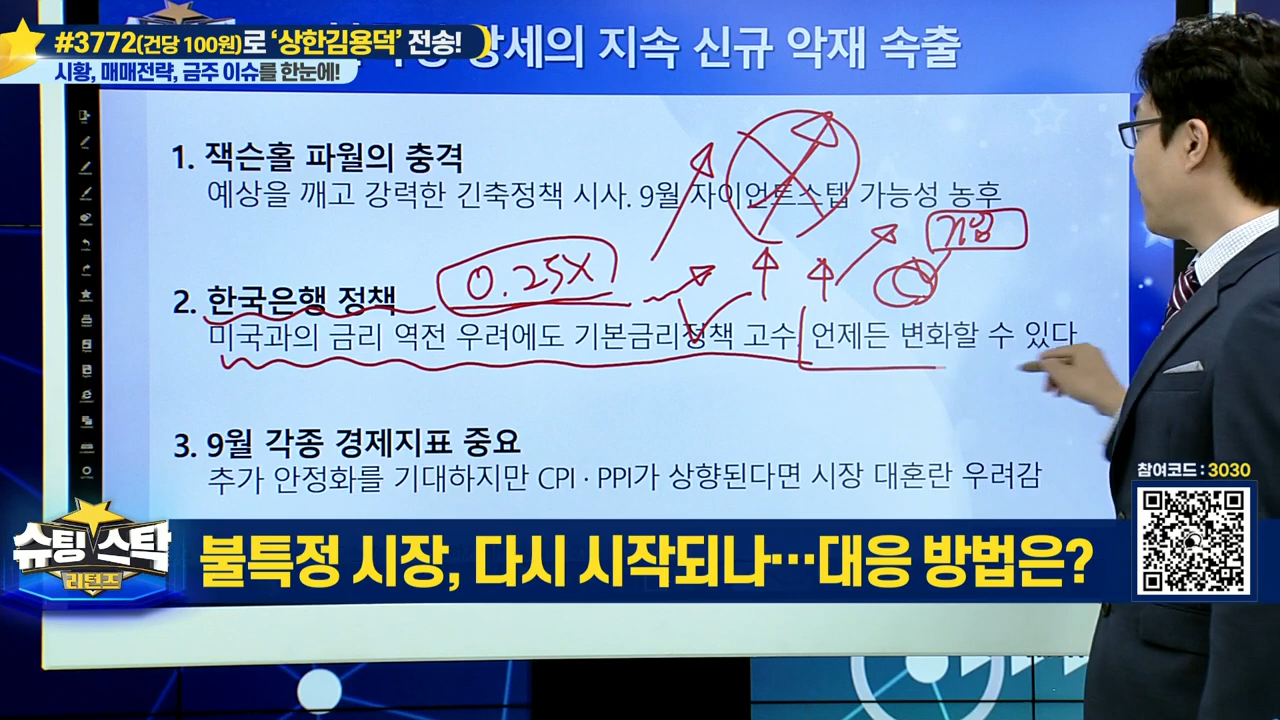 #3772(건당 100원)로 ‘상한김용덕’ 전송!
시황, 매매전략, 금주 이슈를 한눈에!
지속 신규 악재 속출
1. 잭슨홀 파월의 충격
예상을 깨고 강력한 긴축정책 시사. 9월 자이언트스텝 가능성 농후
기업
0.25X
2. 한국은행 정책
미국과의 금리 역전 우려에도 기본금리정책 고수, 언제든 변화할 수 있다
3. 9월 각종 경제지표 중요
추가 안정화를 기대하지만 CPI · PPI가 상향된다면 시장 대혼란 우려감
참여코드 : 3030
슈팅스탁
리턴즈
불특정 시장, 다시 시작되나…대응 방법은?